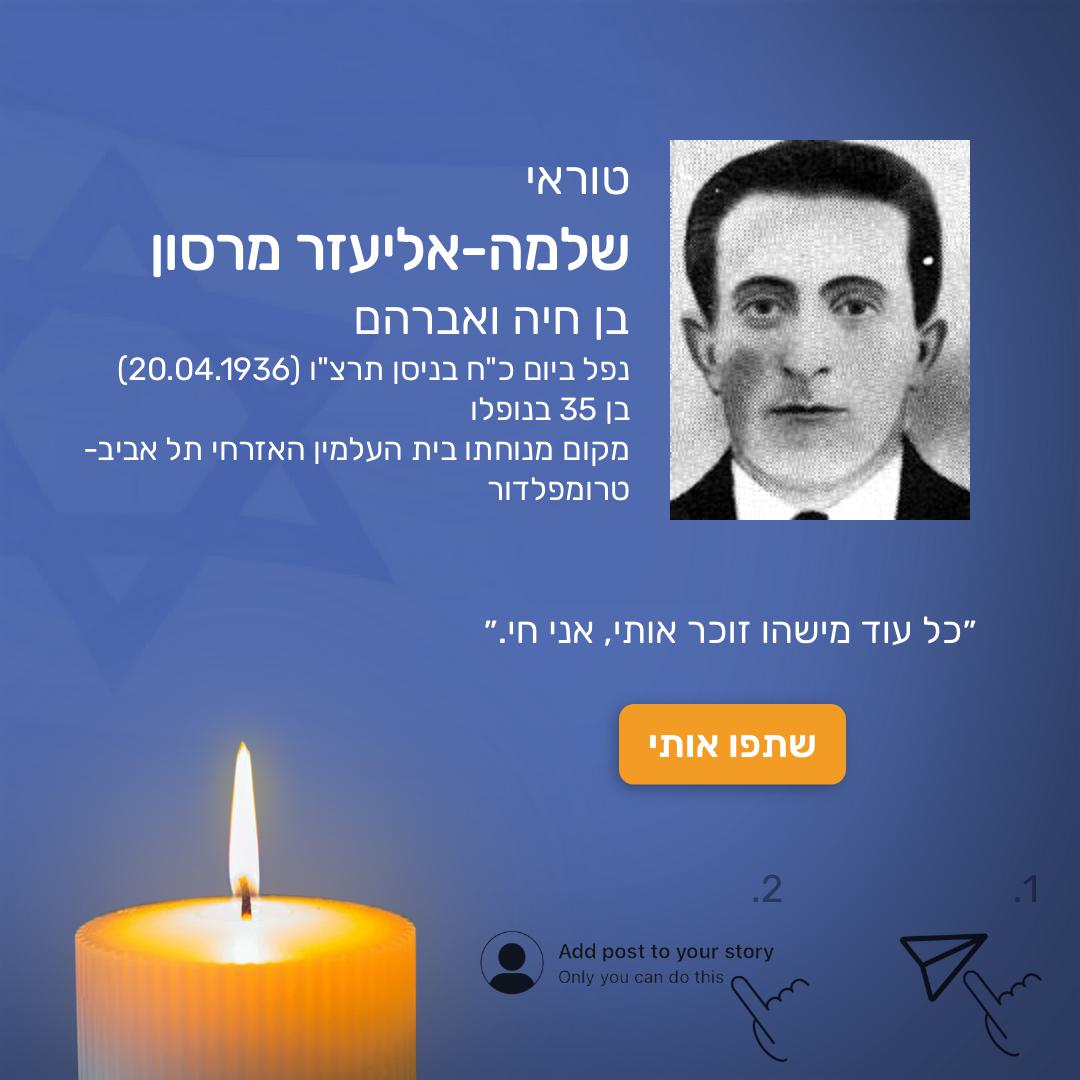 טוראי
שלמה-אליעזר מרסון
בן חיה ואברהם
נפל ביום כ"ח בניסן תרצ"ו (20.04.1936)
בן 35 בנופלו
מקום מנוחתו בית העלמין האזרחי תל אביב-
טרומפלדור
״כל עוד מישהו זוכר אותי, אני חי.״
שתפו אותי
.1
.2
Add post to your story
Only you can do this